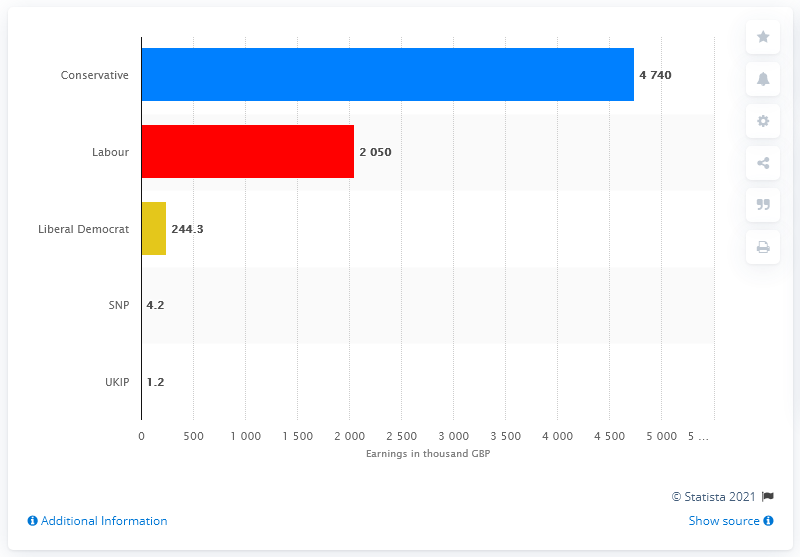 Conservative 4 740
Labour 2 050
Liberal Democrat 244.3
SNP 4.2
UKIP 1.2
0 500 1 000 1 500 2 000 2 500 3 000 3 500 4 000 4 500 5 000 5 ...
Earnings in thousand GBP
© Statista 2021
Additional Information Show source